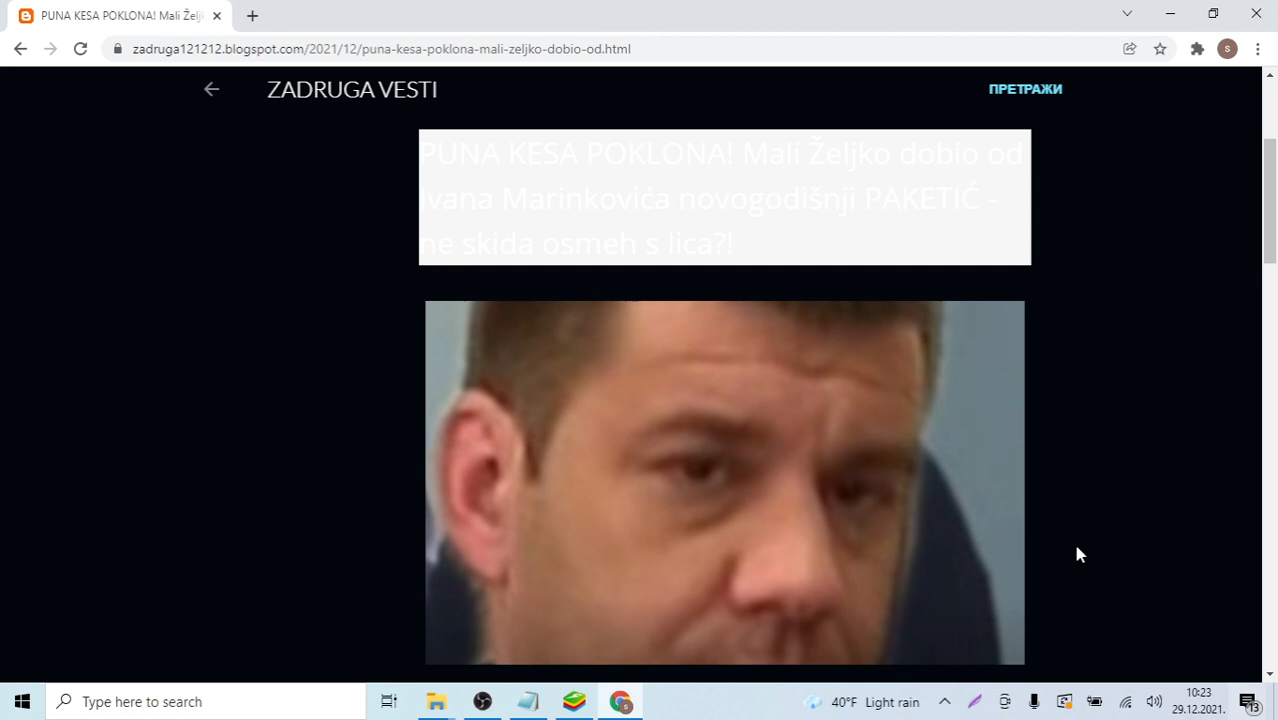 PUNA KESA POKLONA! Mali Želj
zadruga121212.blogspot.com/2021/12/puna-kesa-poklona-mali-zeljko-dobio-od.html
S
ZADRUGA VESTI
ПРЕТРАЖИ
PUNA KESA POKLONA! Mali Željko dobio od
Ivana Marinkovića novogodišnji PAKETIĆ -
ne skida osmeh s lica?!
Type here to search
S
40°F Light rain
10:23
29.12.2021.
13